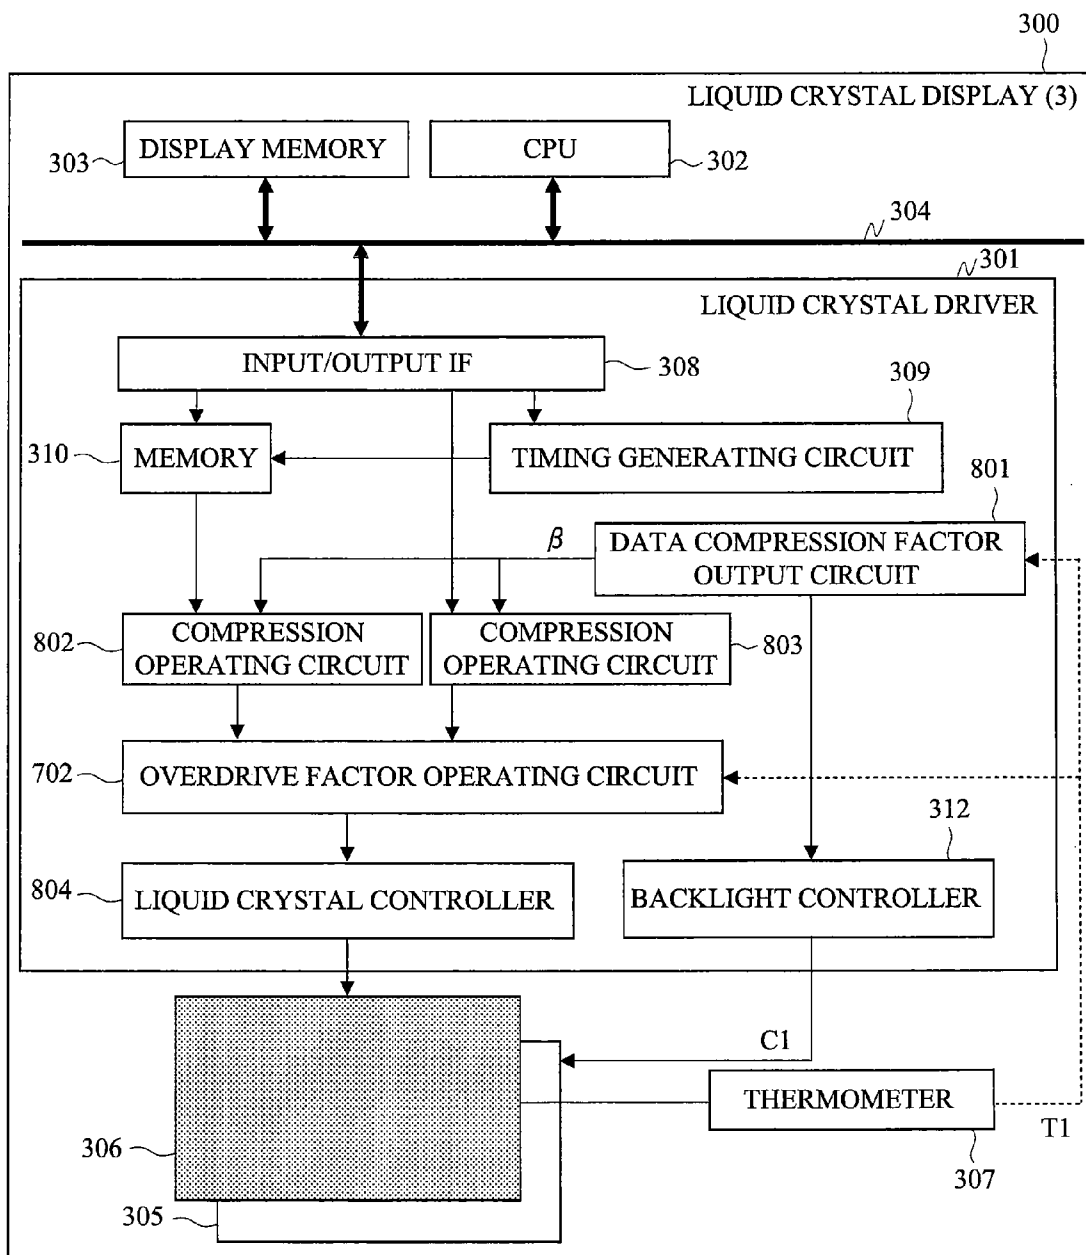 300
LIQUID CRYSTAL DISPLAY (3)
303
DISPLAY MEMORY
CPU
302
304
301
LIQUID CRYSTAL DRIVER
INPUT/OUTPUT IF
308
309
310
MEMORY
TIMING GENERATING CIRCUIT
801
β
DATA COMPRESSION FACTOR
OUTPUT CIRCUIT
802
COMPRESSION
OPERATING CIRCUIT
COMPRESSION
OPERATING CIRCUIT
803
702
OVERDRIVE FACTOR OPERATING CIRCUIT
312
804
LIQUID CRYSTAL CONTROLLER
BACKLIGHT CONTROLLER
C1
THERMOMETER
T1
306
307
305